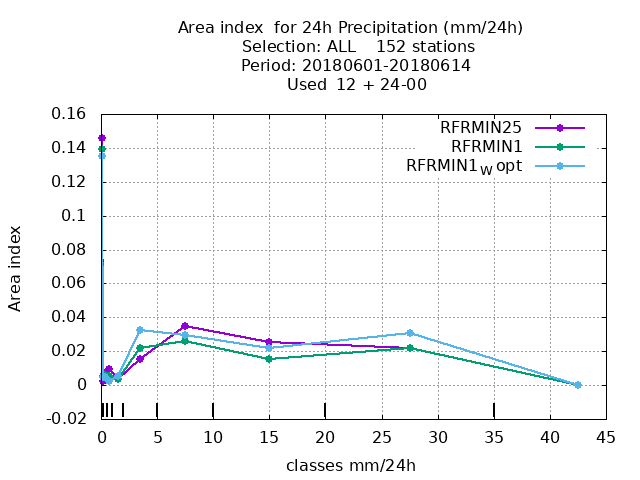 Area index  for 24h Precipitation (mm/24h)
Selection: ALL    152 stations
Period: 20180601-20180614
Used  12 + 24-00
0.16
0.14
0.12
0.1
0.08
0.06
0.04
0.02
0
-0.02
Area index
RFRMIN25
RFRMIN1
RFRMIN1W opt
0 5 10 15 20 25 30 35 40 45
classes mm/24h